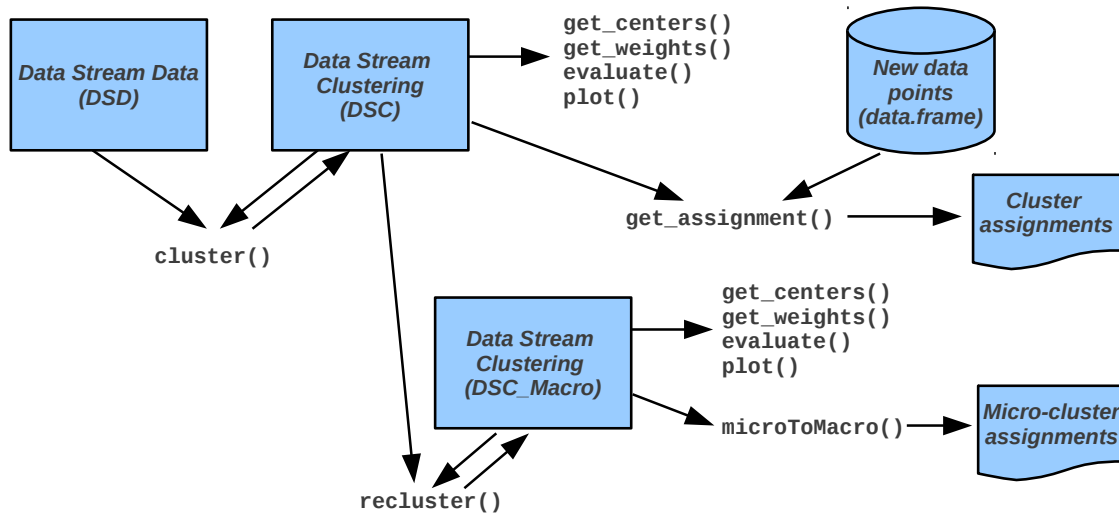 Data Stream Data
(DSD)
Data Stream
Clustering
(DSC)
get_centers()
get_weights()
evaluate()
plot()
New data
points
(data.frame)
cluster()
get_assignment()
Cluster
assignments
Data Stream
Clustering
(DSC_Macro)
get_centers()
get_weights()
evaluate()
plot()
microToMacro()
Micro-cluster
assignments
recluster()